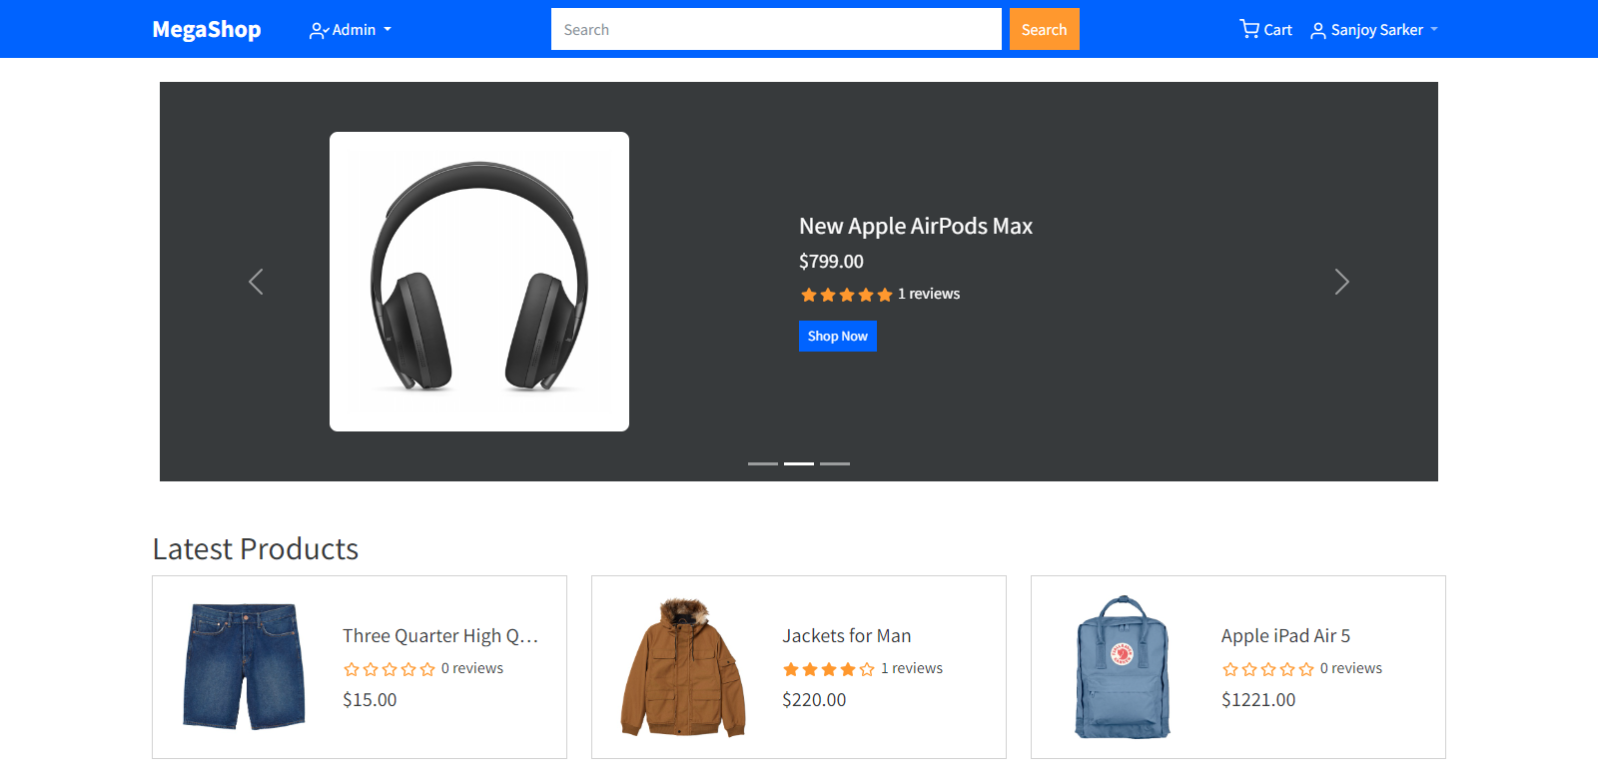 MegaShop Admin Search Search Cart Sanjoy Sarker
New Apple AirPods Max
$799.00
1 reviews
Shop Now
Latest Products
Three Quarter High Q...
0 reviews
$15.00
Jackets for Man
1 reviews
$220.00
Apple iPad Air 5
0 reviews
$1221.00